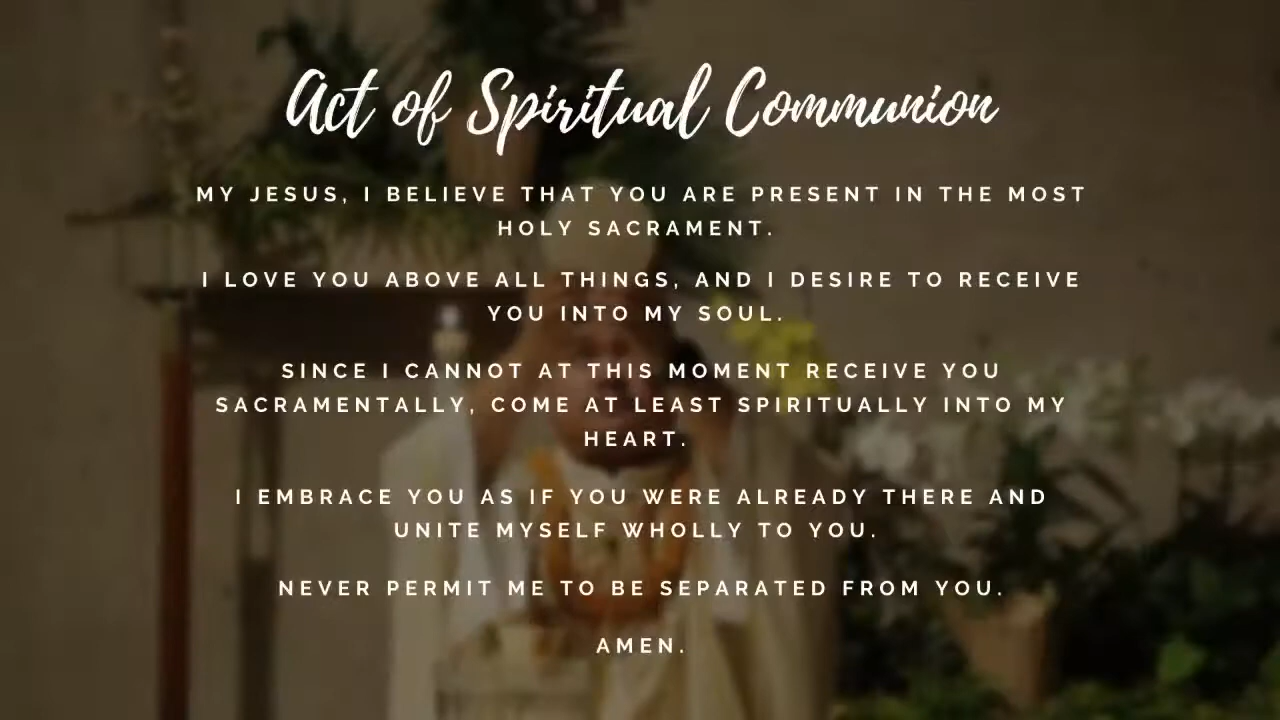 Act of Spiritual Communion
MY JESUS, I BELIEVE THAT YOU ARE PRESENT IN THE MOST
HOLY SACRAMENT.
I LOVE YOU ABOVE ALL THINGS, AND I DESIRE TO RECEIVE
YOU INTO MY SOUL.
SINCE I CANNOT AT THIS MOMENT RECEIVE YOU
SACRAMENTALLY, COME AT LEAST SPIRITUALLY INTO MY
HEART.
I EMBRACE YOU AS IF YOU WERE ALREADY THERE AND
UNITE MYSELF WHOLLY TO YOU.
NEVER PERMIT ME TO BE SEPARATED FROM YOU.
AMEN.